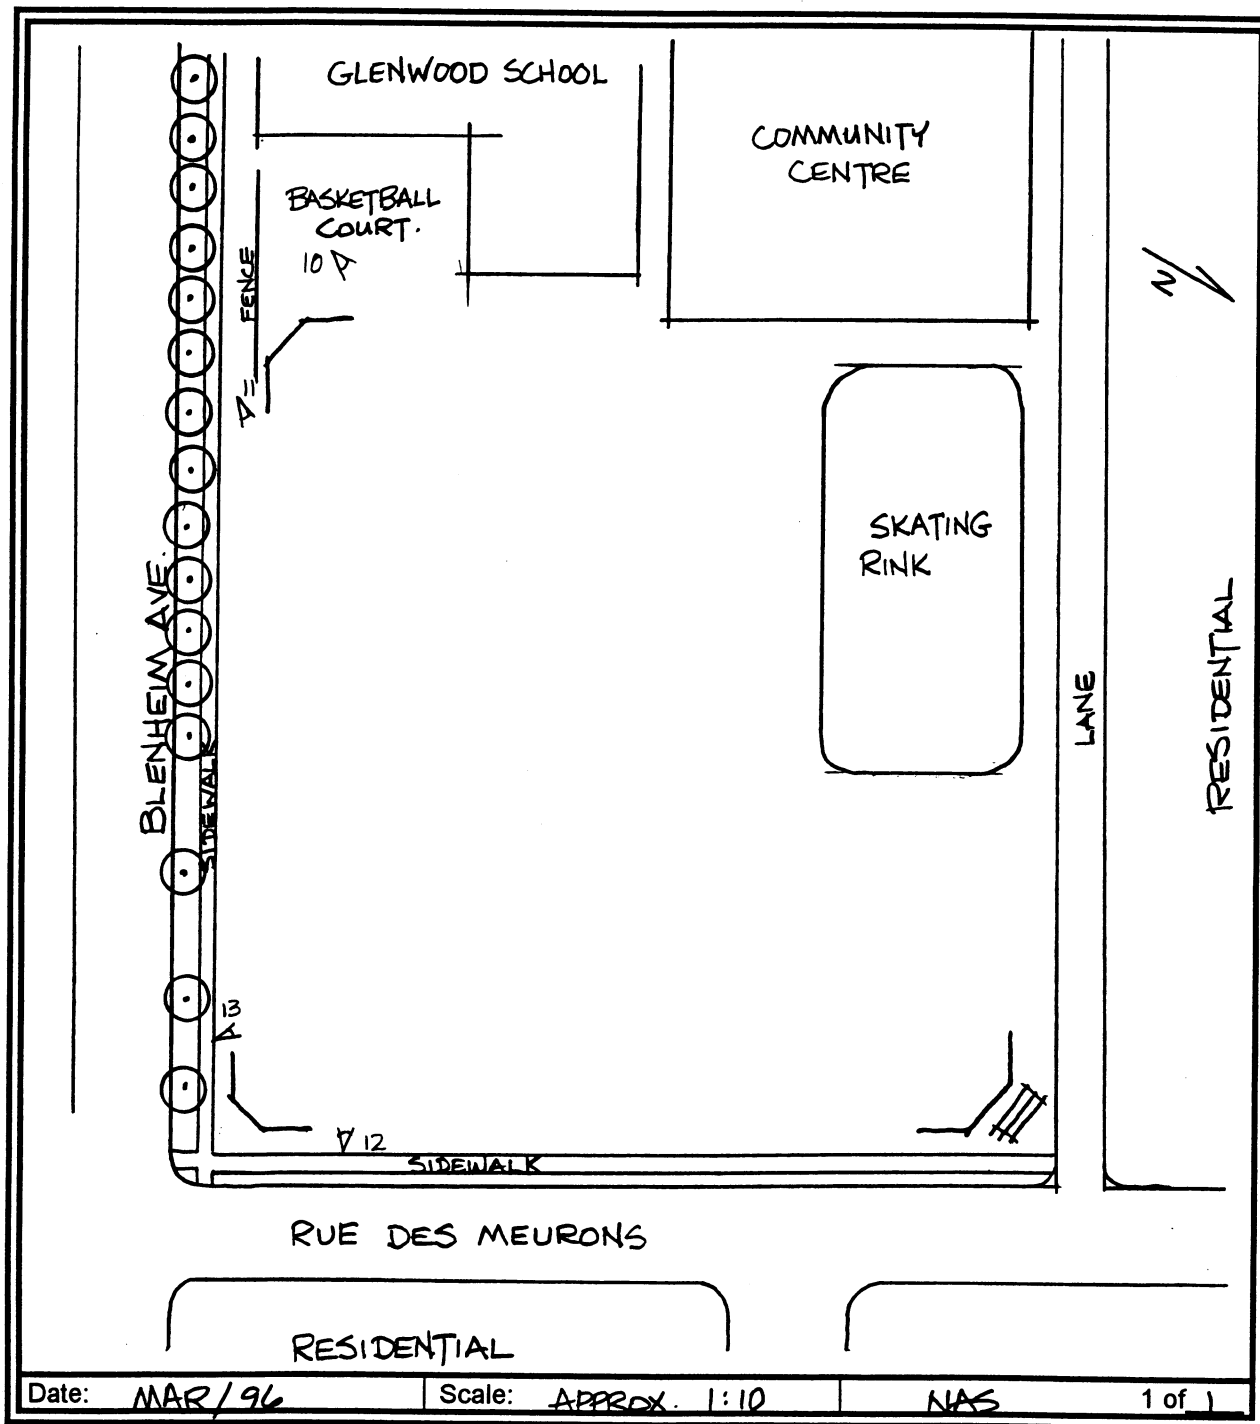 GLENWOOD SCHOOL
COMMUNITY
CENTRE
BASKETBALL
COURT.
10
FENCE
N
SKATING
RINK
BLENHEIM AVE.
SIDEWALK
LANE
RESIDENTIAL
13
12
SIDEWALK
RUE DES MEURONS
RESIDENTIAL
Date: MAR/96
Scale: APPROX. 1:10
NAS
1 of 1